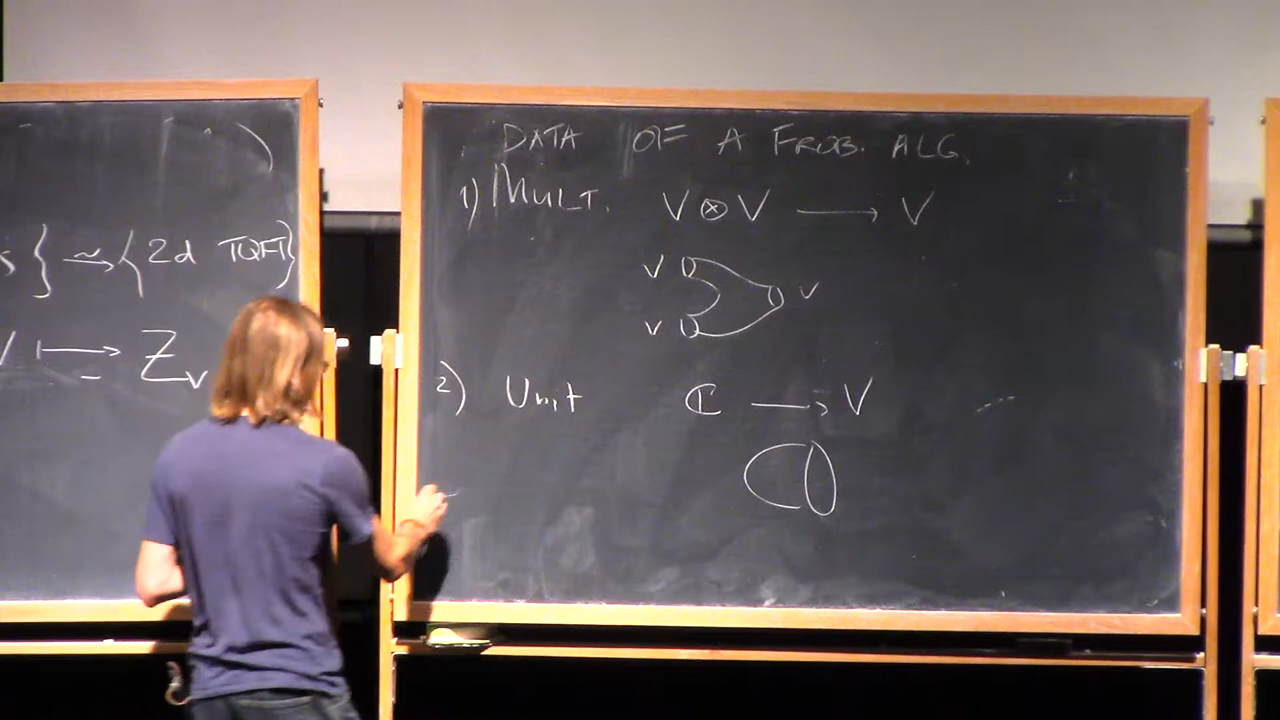 s} ⥲ {2d TQFT}
V ⟼ Z_V
DATA OF A FROB. ALG.
1) MULT. V ⊗ V ⟶ V
V
V
V
2) Unit ℂ ⟶ V